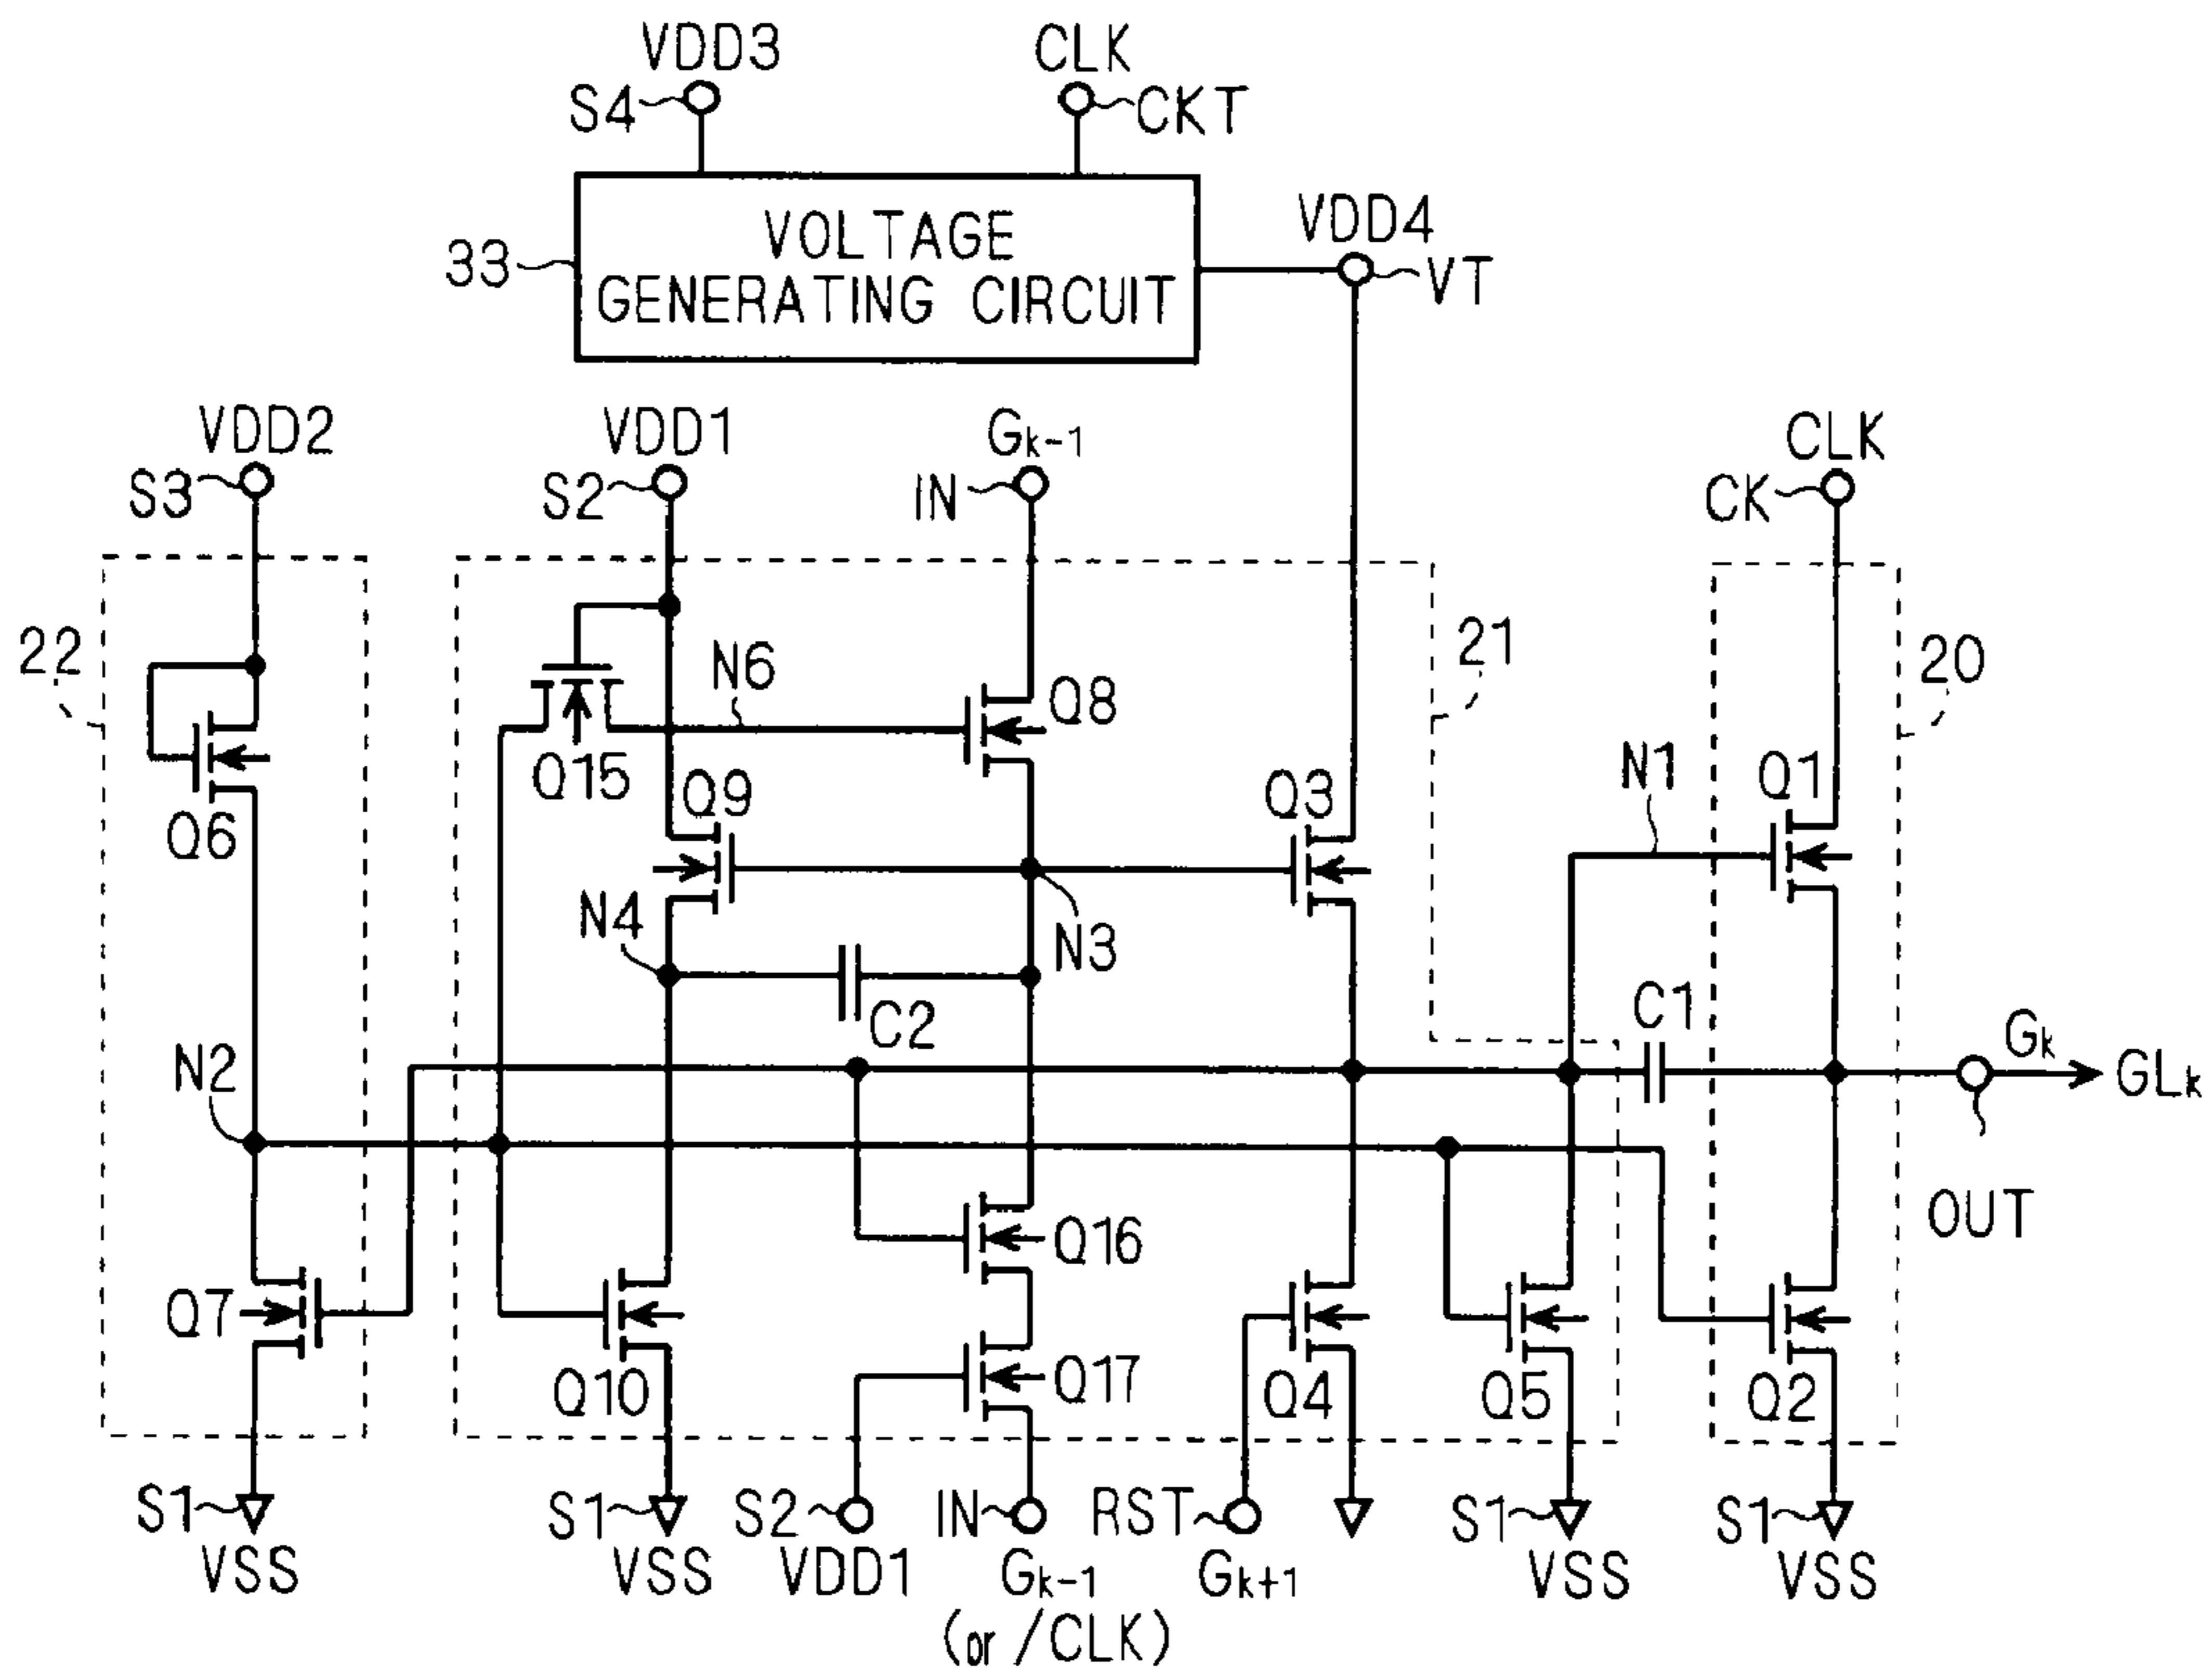 VDD3
CLK
S4
CKT
VOLTAGE
GENERATING CIRCUIT
33
VDD4
VT
VDD2
S3
VDD1
S2
Gk-1
IN
CLK
CK
22
21
20
N6
Q8
Q15
Q9
Q3
N1
Q1
Q6
N4
N3
C2
C1
Gk
GLk
N2
OUT
Q16
Q7
Q17
Q10
Q4
Q5
Q2
S1
VSS
S1
VSS
S2
VDD1
IN
Gk-1
(or /CLK)
RST
Gk+1
S1
VSS
S1
VSS